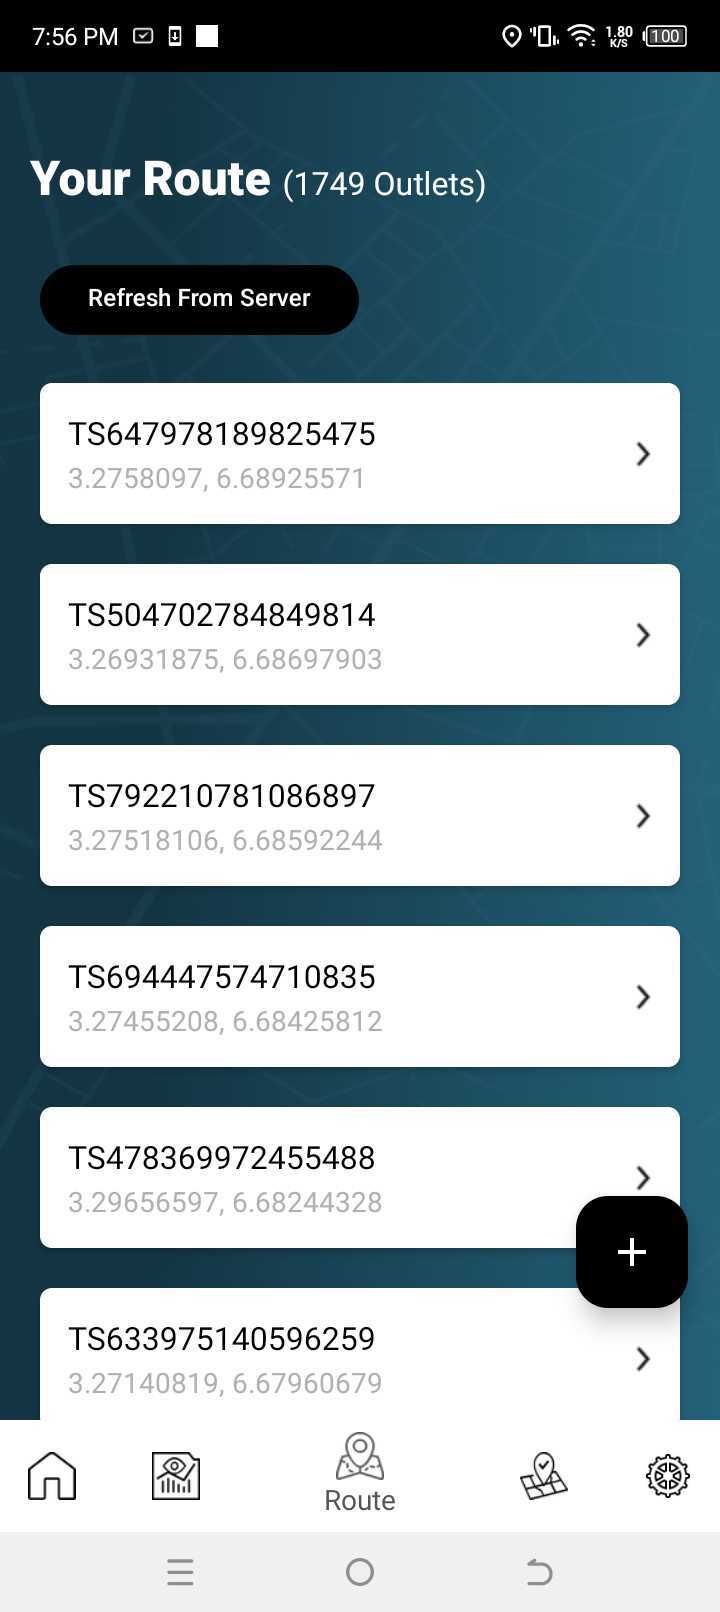 7:56 PM
1.80
K/S
100
Your Route (1749 Outlets)
Refresh From Server
TS647978189825475
3.2758097, 6.68925571
TS504702784849814
3.26931875, 6.68697903
TS792210781086897
3.27518106, 6.68592244
TS694447574710835
3.27455208, 6.68425812
TS478369972455488
3.29656597, 6.68244328
+
TS633975140596259
3.27140819, 6.67960679
Route